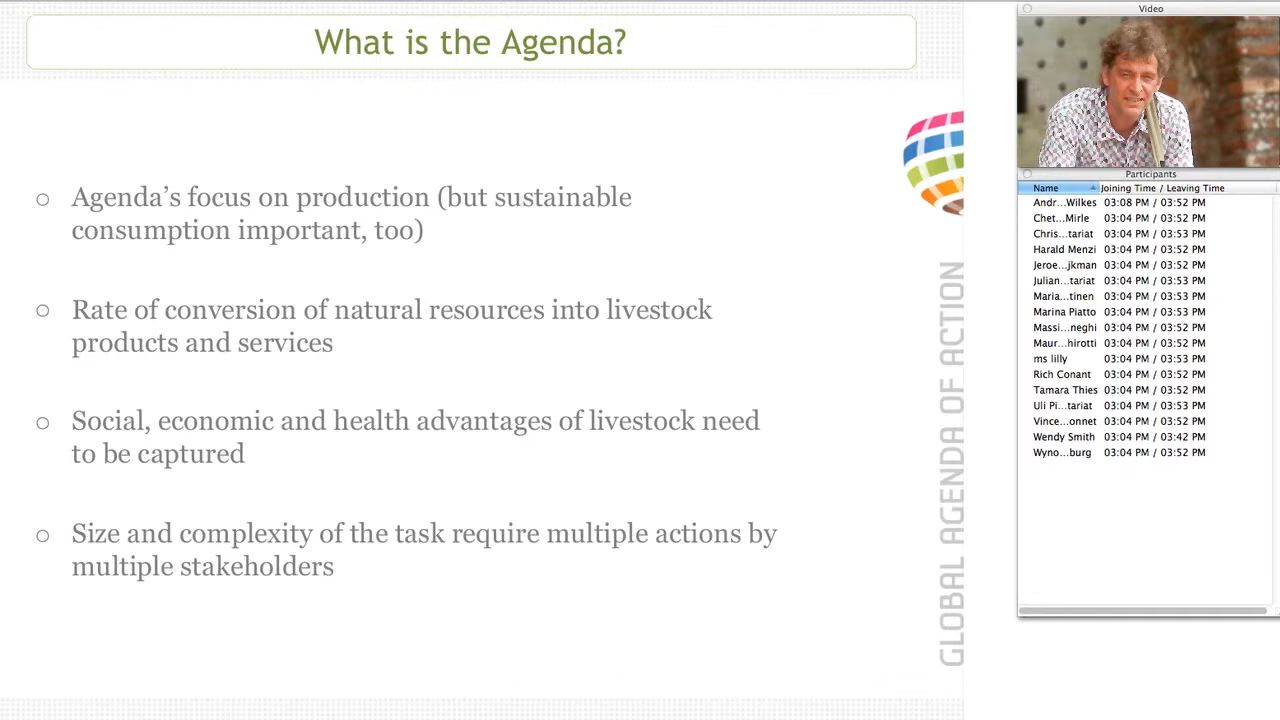 What is the Agenda?
○ Agenda’s focus on production (but sustainable
consumption important, too)
○ Rate of conversion of natural resources into livestock
products and services
○ Social, economic and health advantages of livestock need
to be captured
○ Size and complexity of the task require multiple actions by
multiple stakeholders
GLOBAL AGENDA OF ACTION
Video
Participants
Name Joining Time / Leaving Time
Andr...Wilkes 03:08 PM / 03:52 PM
Chet...Mirle 03:04 PM / 03:52 PM
Chris...tariat 03:04 PM / 03:53 PM
Harald Menzi 03:04 PM / 03:52 PM
Jeroe...jkman 03:04 PM / 03:52 PM
Julian...tariat 03:04 PM / 03:53 PM
Maria...tinen 03:04 PM / 03:53 PM
Marina Piatto 03:04 PM / 03:53 PM
Massi...neghi 03:04 PM / 03:52 PM
Maur...hirotti 03:04 PM / 03:52 PM
ms lilly 03:04 PM / 03:53 PM
Rich Conant 03:04 PM / 03:52 PM
Tamara Thies 03:04 PM / 03:52 PM
Uli Pi...tariat 03:04 PM / 03:53 PM
Vince...onnet 03:04 PM / 03:52 PM
Wendy Smith 03:04 PM / 03:42 PM
Wyno...burg 03:04 PM / 03:52 PM